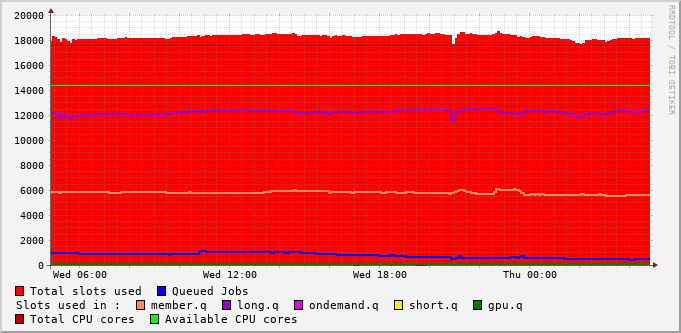 20000
18000
16000
14000
12000
10000
8000
6000
4000
2000
0
Wed 06:00 Wed 12:00 Wed 18:00 Thu 00:00
RRDTOOL / TOBI OETIKER
Total slots used Queued Jobs
Slots used in : member.q long.q ondemand.q short.q gpu.q
Total CPU cores Available CPU cores